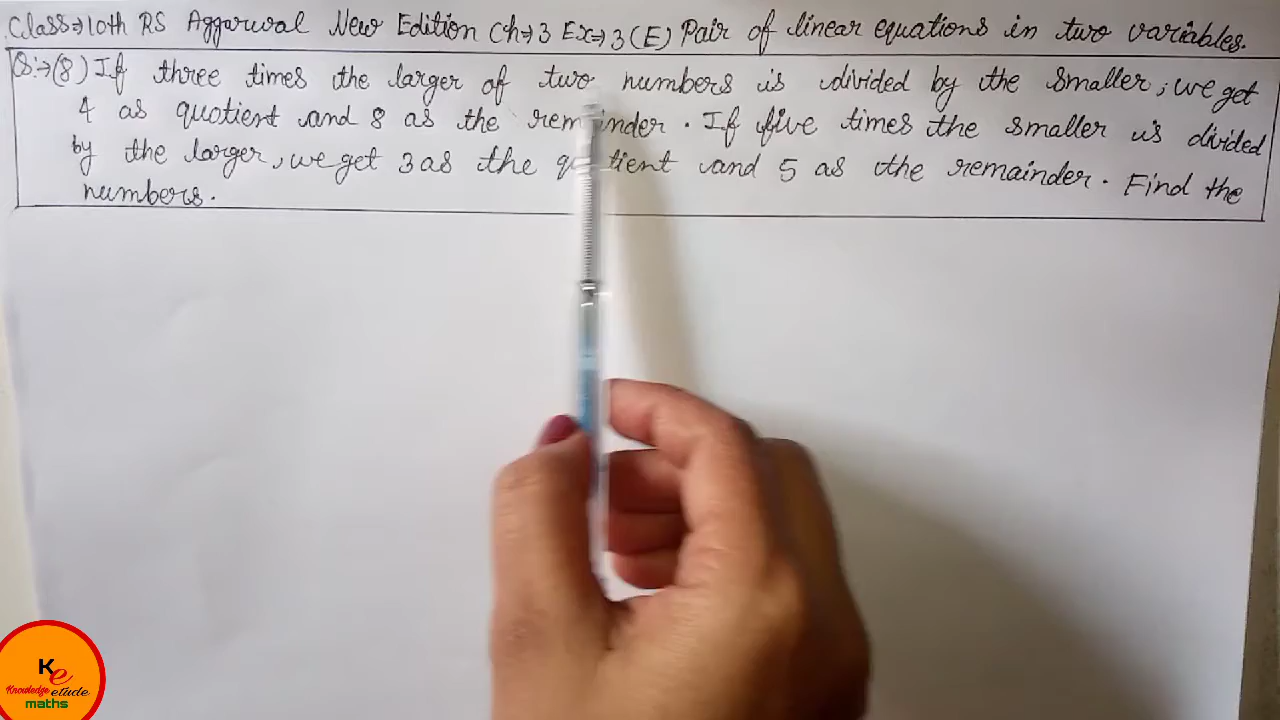 Class⇒10th RS Aggarwal New Edition Ch⇒3 Ex⇒3(E) Pair of linear equations in two variables.
Q:→(8) If three times the larger of two numbers is divided by the smaller, we get
4 as quotient and 8 as the remainder. If five times the smaller is divided
by the larger, we get 3 as the qu tient and 5 as the remainder. Find the
numbers.
Ke
Knowledge etude
maths